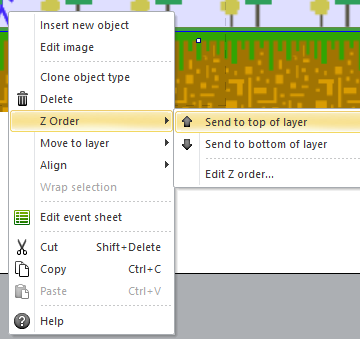 Insert new object
Edit image
Clone object type
Delete
Z Order
Send to top of layer
Move to layer
Send to bottom of layer
Align
Edit Z order...
Wrap selection
Edit event sheet
Cut Shift+Delete
Copy Ctrl+C
Paste Ctrl+V
Help